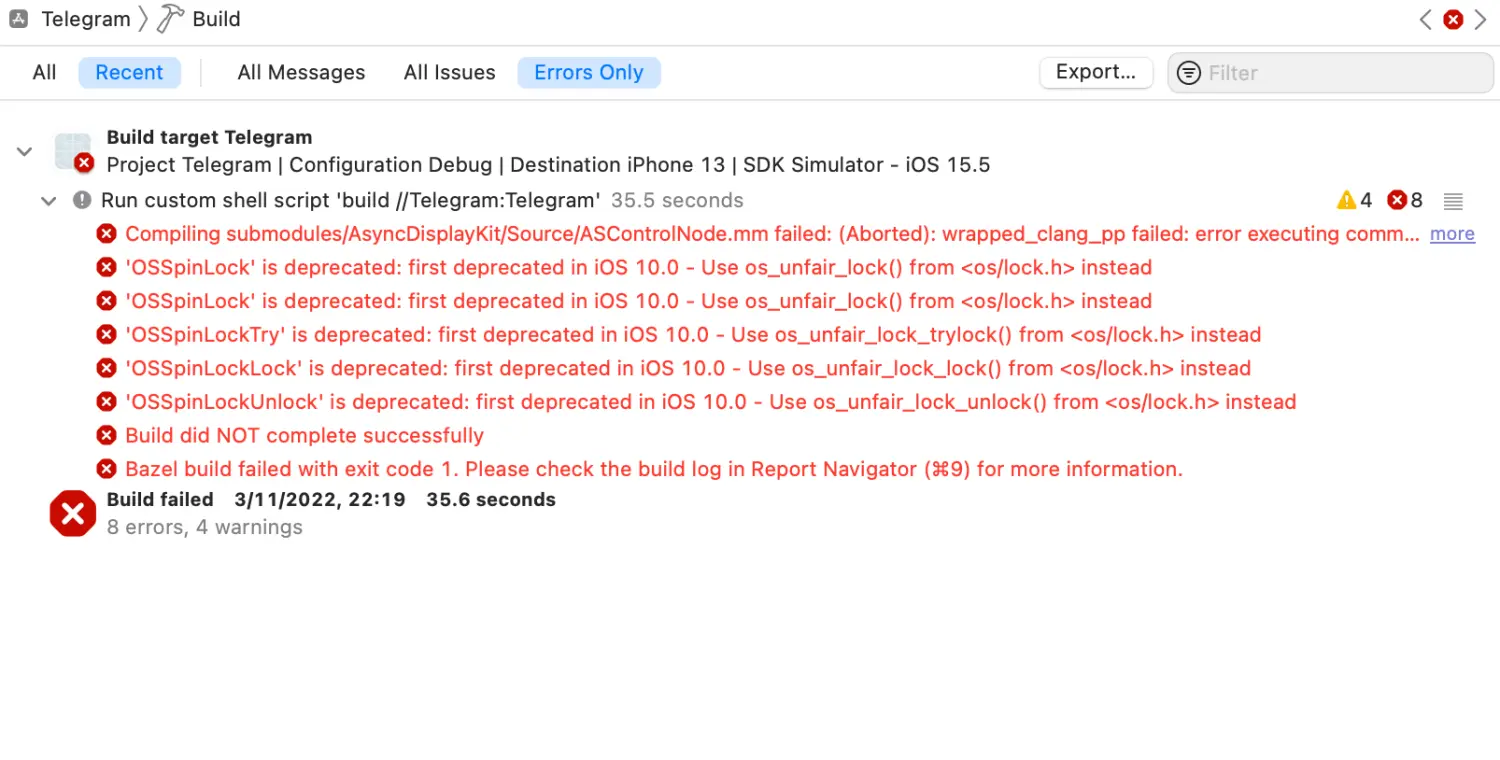 Telegram Build
All Recent All Messages All Issues Errors Only Export... Filter
Build target Telegram
Project Telegram | Configuration Debug | Destination iPhone 13 | SDK Simulator - iOS 15.5
Run custom shell script 'build //Telegram:Telegram' 35.5 seconds 4 8
Compiling submodules/AsyncDisplayKit/Source/ASControlNode.mm failed: (Aborted): wrapped_clang_pp failed: error executing comm... more
'OSSpinLock' is deprecated: first deprecated in iOS 10.0 - Use os_unfair_lock() from <os/lock.h> instead
'OSSpinLock' is deprecated: first deprecated in iOS 10.0 - Use os_unfair_lock() from <os/lock.h> instead
'OSSpinLockTry' is deprecated: first deprecated in iOS 10.0 - Use os_unfair_lock_trylock() from <os/lock.h> instead
'OSSpinLockLock' is deprecated: first deprecated in iOS 10.0 - Use os_unfair_lock_lock() from <os/lock.h> instead
'OSSpinLockUnlock' is deprecated: first deprecated in iOS 10.0 - Use os_unfair_lock_unlock() from <os/lock.h> instead
Build did NOT complete successfully
Bazel build failed with exit code 1. Please check the build log in Report Navigator (⌘9) for more information.
Build failed 3/11/2022, 22:19 35.6 seconds
8 errors, 4 warnings